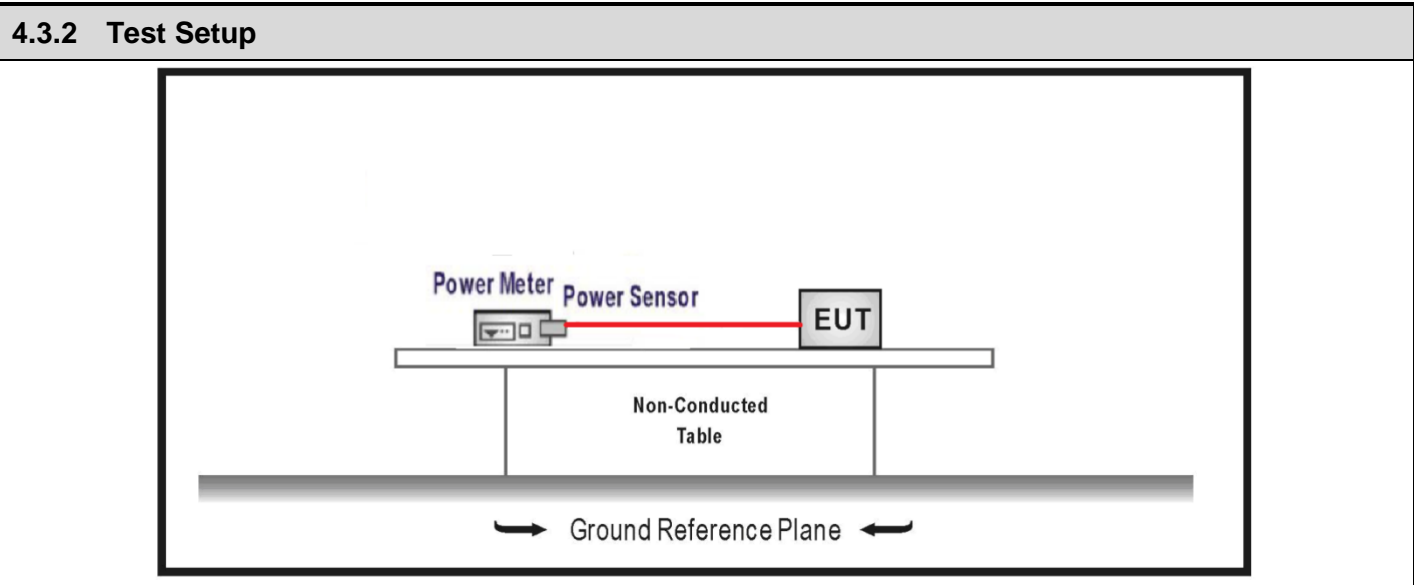 4.3.2 Test Setup
Power Meter
Power Sensor
EUT
Non-Conducted
Table
Ground Reference Plane